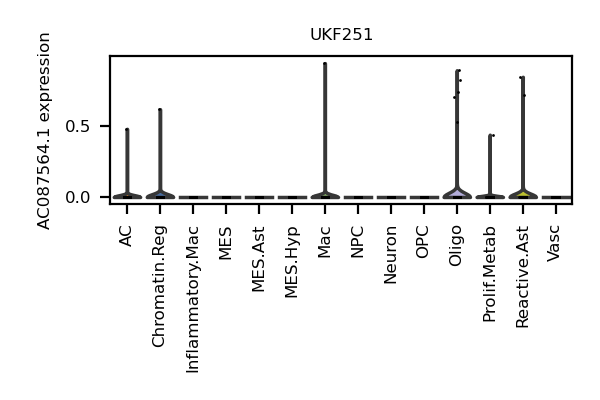 UKF251
AC087564.1 expression
0.5
0.0
AC
Chromatin.Reg
Inflammatory.Mac
MES
MES.Ast
MES.Hyp
Mac
NPC
Neuron
OPC
Oligo
Prolif.Metab
Reactive.Ast
Vasc